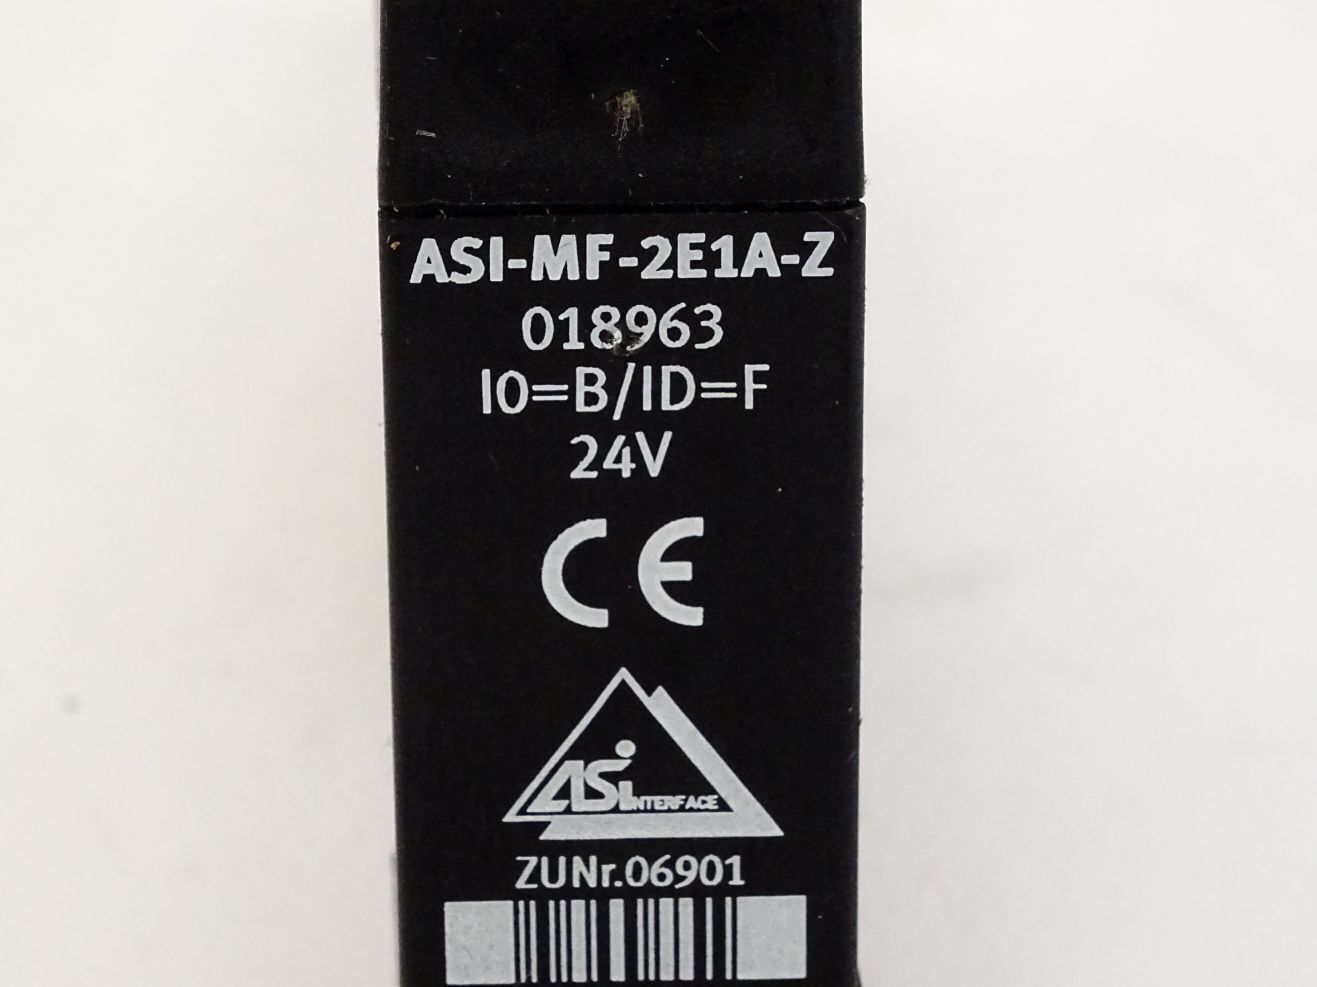 ASI-MF-2E1A-Z
018963
IO=B/ID=F
24V
CE
ASi
INTERFACE
ZUNr.06901